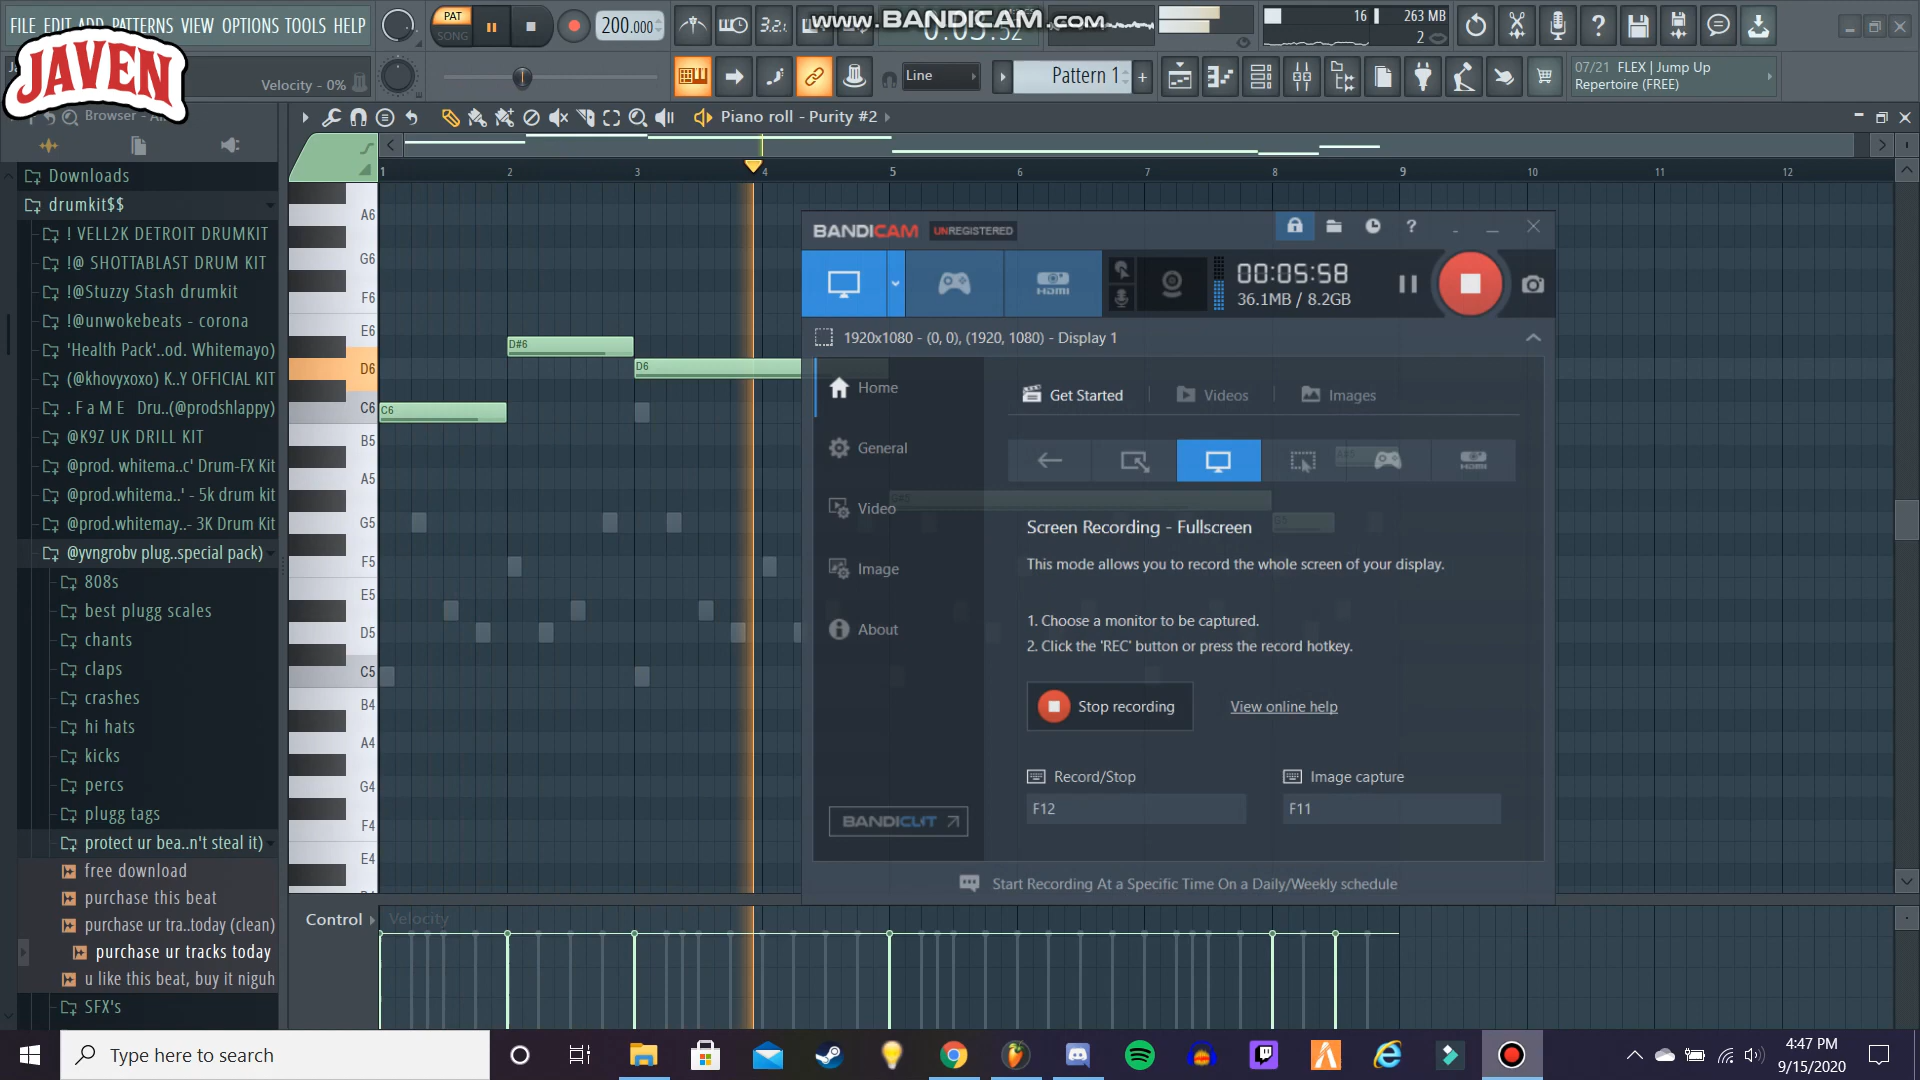 FILE EDIT ADD PATTERNS VIEW OPTIONS TOOLS HELP
JAVEN
Velocity - 0%
PAT
SONG
200.000
3.2.
www.BANDICAM.com
16
263 MB
2
Line
Pattern 1
07/21 FLEX | Jump Up
Repertoire (FREE)
Piano roll - Purity #2
Downloads
drumkit$$
! VELL2K DETROIT DRUMKIT
!@ SHOTTABLAST DRUM KIT
!@Stuzzy Stash drumkit
!@unwokebeats - corona
'Health Pack'..od. Whitemayo)
(@khovyxoxo) K..Y OFFICIAL KIT
. F a M E Dru..(@prodshlappy)
@K9Z UK DRILL KIT
@prod. whitema..c' Drum-FX Kit
@prod.whitema..' - 5k drum kit
@prod.whitemay..- 3K Drum Kit
@yvngrobv plug..special pack)
808s
best plugg scales
chants
claps
crashes
hi hats
kicks
percs
plugg tags
protect ur bea..n't steal it)
free download
purchase this beat
purchase ur tra..today (clean)
purchase ur tracks today
u like this beat, buy it niguh
SFX's
1 2 3 4 5 6 7 8 9 10 11 12
A6
G6
F6
E6
D6
C6
B5
A5
G5
F5
E5
D5
C5
B4
A4
G4
F4
E4
D#6
D6
C6
Control
Velocity
BANDICAM UNREGISTERED
00:05:58
36.1MB / 8.2GB
HDMI
1920x1080 - (0, 0), (1920, 1080) - Display 1
Home
General
Video
Image
About
BANDICUT
Get Started
Videos
Images
Screen Recording - Fullscreen
This mode allows you to record the whole screen of your display.
1. Choose a monitor to be captured.
2. Click the 'REC' button or press the record hotkey.
Stop recording
View online help
Record/Stop
Image capture
F12
F11
Start Recording At a Specific Time On a Daily/Weekly schedule
Type here to search
4:47 PM
9/15/2020